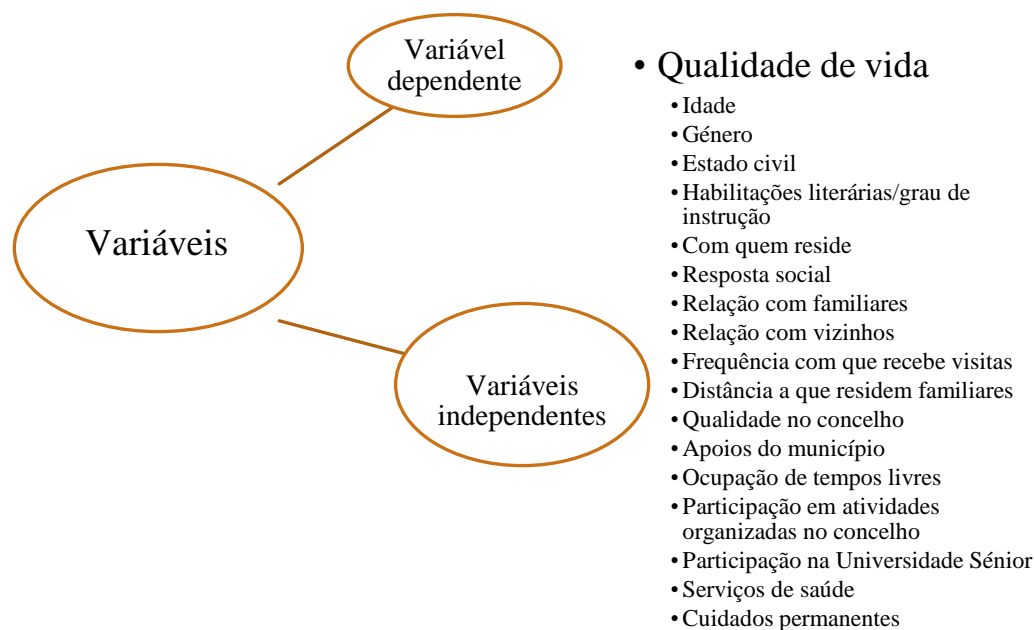 Variável
dependente
Variáveis
Variáveis
independentes
• Qualidade de vida
• Idade
• Género
• Estado civil
• Habilitações literárias/grau de
instrução
• Com quem reside
• Resposta social
• Relação com familiares
• Relação com vizinhos
• Frequência com que recebe visitas
• Distância a que residem familiares
• Qualidade no concelho
• Apoios do município
• Ocupação de tempos livres
• Participação em atividades
organizadas no concelho
• Participação na Universidade Sénior
• Serviços de saúde
• Cuidados permanentes